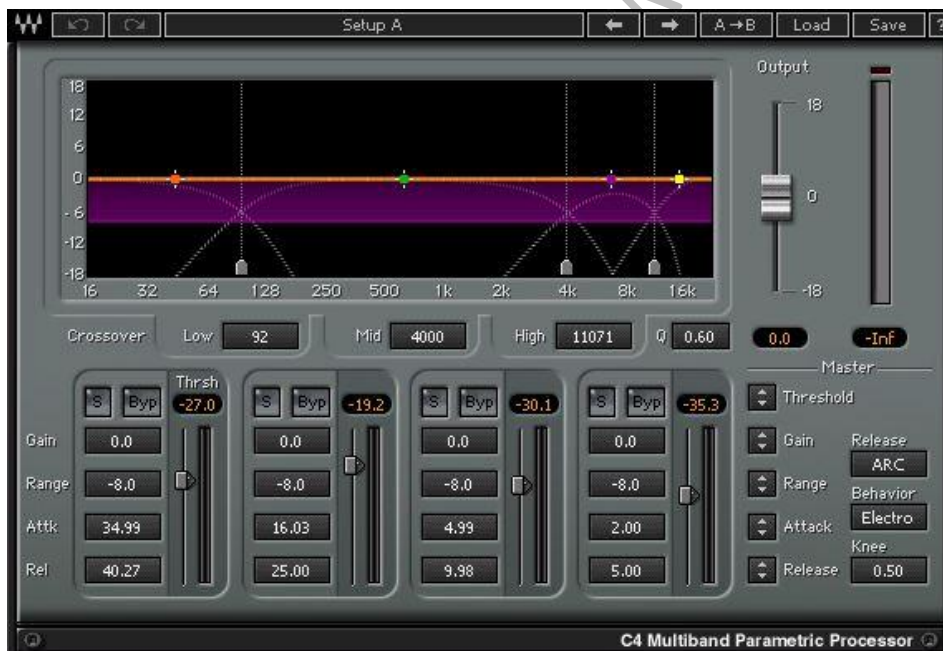 Setup A A→B Load Save ?
Output
18
12
6
0
-6
-12
-18
16 32 64 128 250 500 1k 2k 4k 8k 16k
18
0
-18
Crossover Low 92 Mid 4000 High 11071 Q 0.60 0.0 -Inf
Master
Thrsh
S Byp -27.0 S Byp -19.2 S Byp -30.1 S Byp -35.3 Threshold
Gain 0.0 0.0 0.0 0.0 Gain Release
ARC
Range -8.0 -8.0 -8.0 -8.0 Range Behavior
Electro
Attk 34.99 16.03 4.99 2.00 Attack
Knee
Rel 40.27 25.00 9.98 5.00 Release 0.50
C4 Multiband Parametric Processor